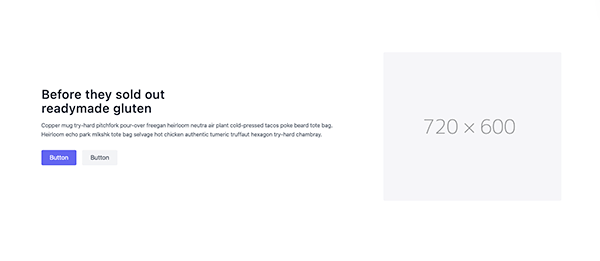 Before they sold out
readymade gluten
Copper mug try-hard pitchfork pour-over freegan heirloom neutra air plant cold-pressed tacos poke beard tote bag.
Heirloom echo park mlkshk tote bag selvage hot chicken authentic tumeric truffaut hexagon try-hard chambray.
Button Button
720 × 600